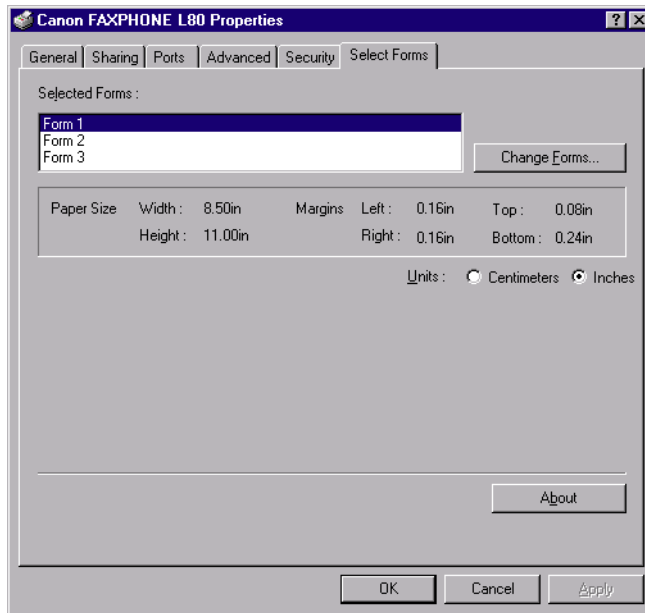 Canon FAXPHONE L80 Properties
General Sharing Ports Advanced Security Select Forms
Selected Forms :
Form 1
Form 2
Form 3
Change Forms...
Paper Size Width : 8.50in Margins Left : 0.16in Top : 0.08in
Height : 11.00in Right : 0.16in Bottom : 0.24in
Units : Centimeters Inches
About
OK Cancel Apply